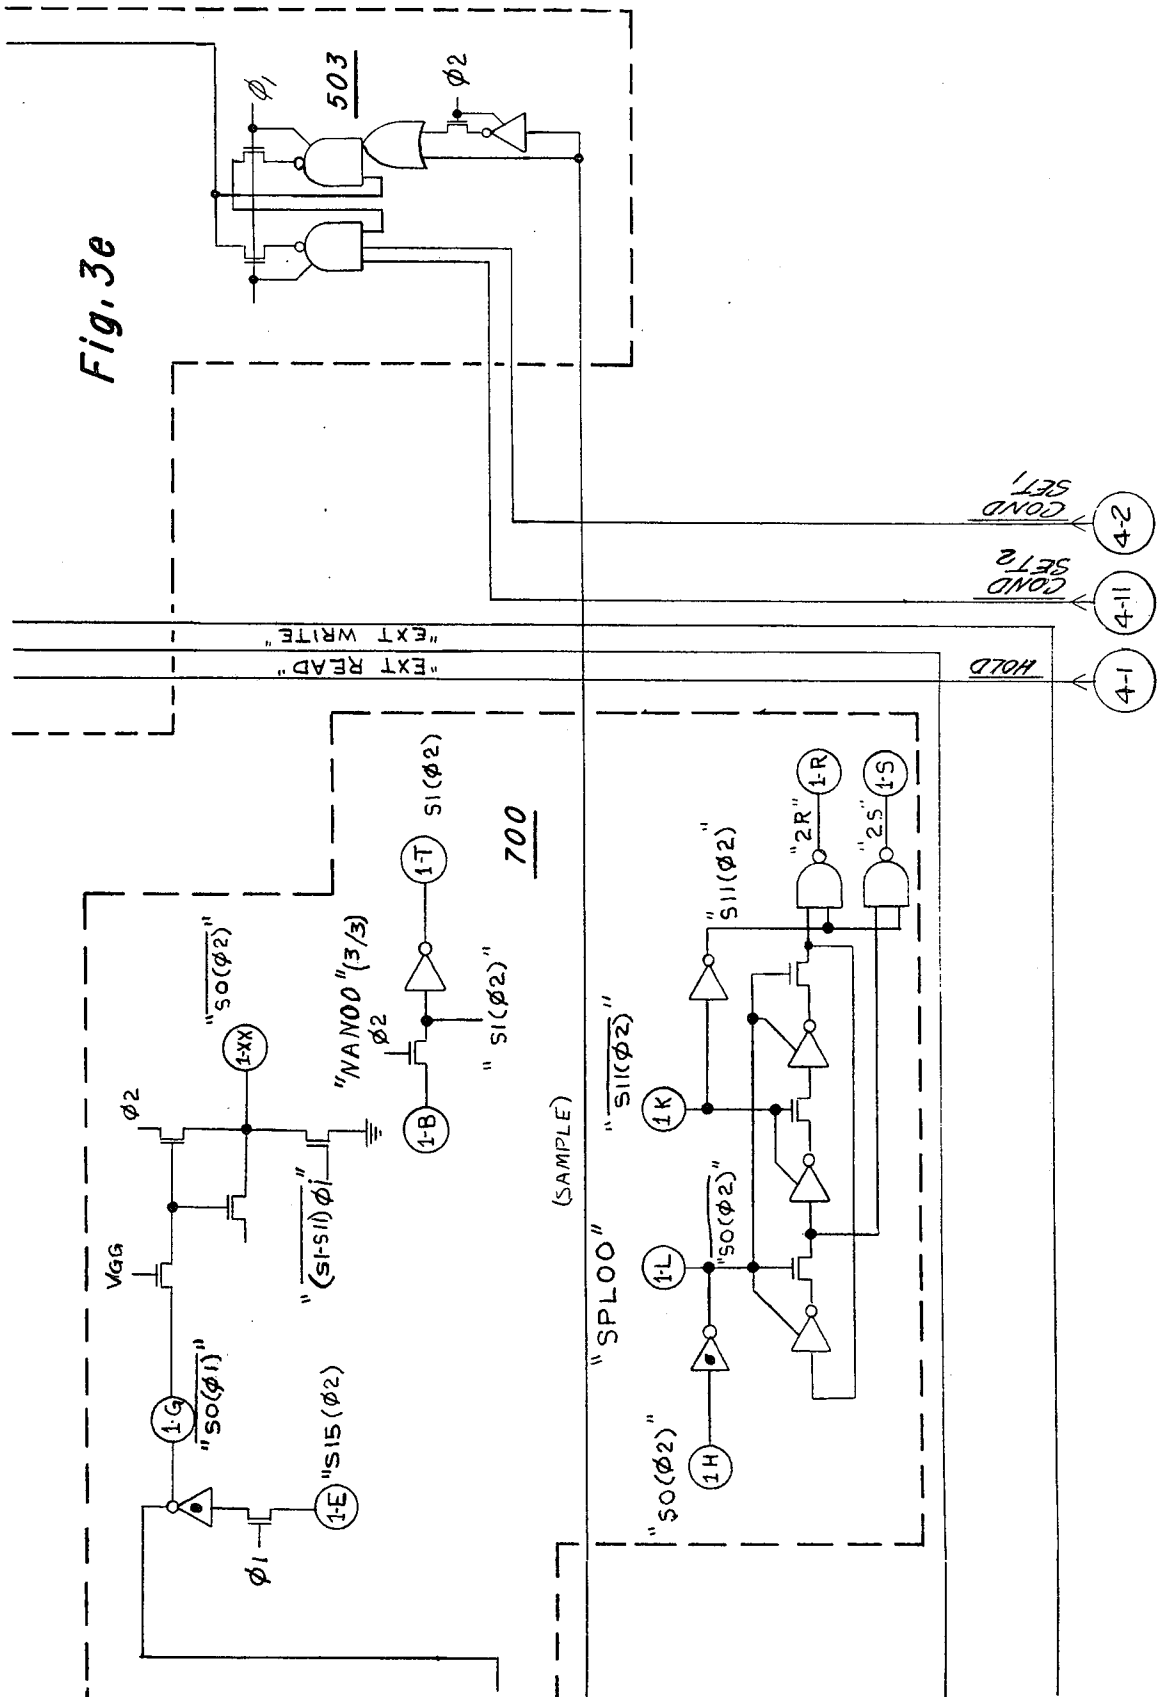 Fig. 3e
503
φ1
φ2
"EXT WRITE"
"EXT READ"
COND
SET1
4-2
COND
SET2
4-11
HOLD
4-1
700
VGG
φ2
"S0(φ2)"
1-XX
"(S1-S11)φ1"
1-G
"S0(φ1)"
φ1
1-E
"S15(φ2)
"NANOO"(3/3)
φ2
1-B
1-T
S1(φ2)
"S1(φ2)"
(SAMPLE)
"SPLOO"
"S0(φ2)"
1H
1-L
"S0(φ2)"
1K
"S11(φ2)"
"S11(φ2)"
"2R"
1-R
"2S"
1-S